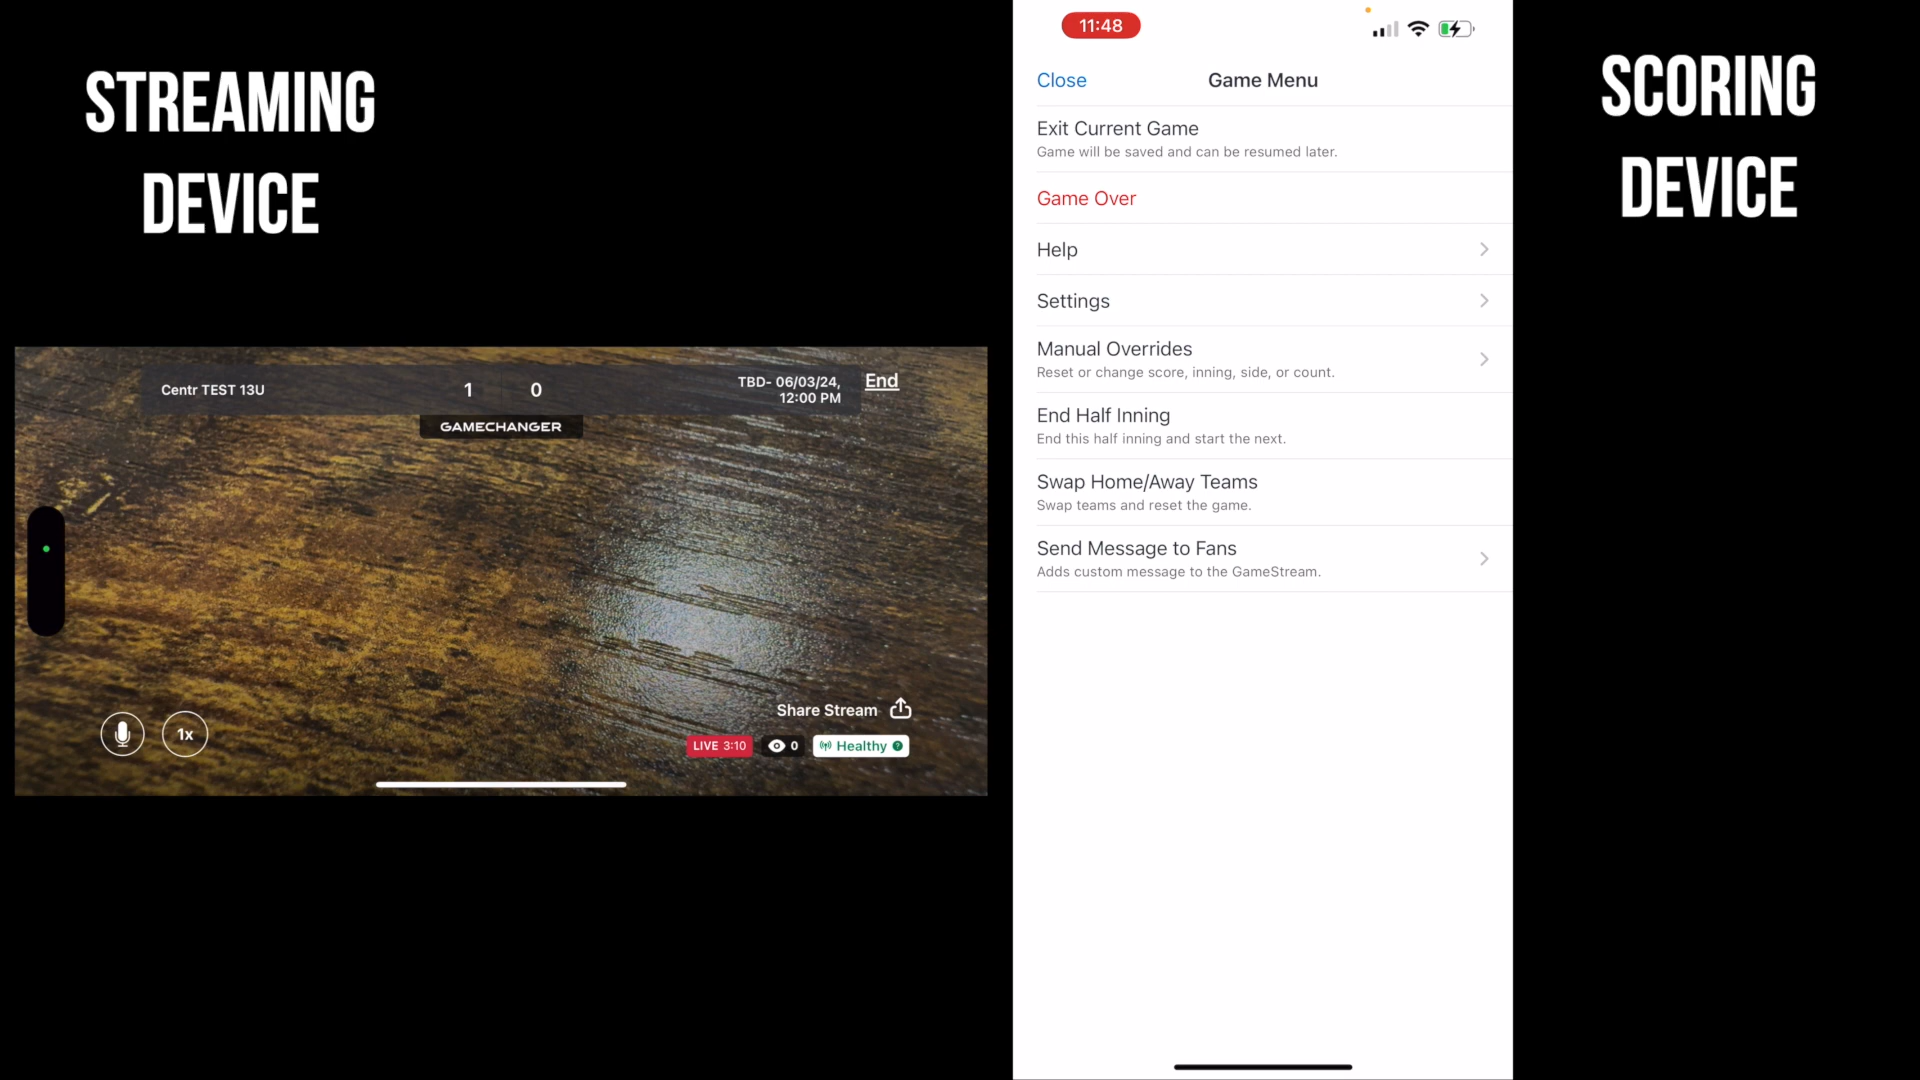 STREAMING
DEVICE
Centr TEST 13U
1
0
TBD- 06/03/24,
12:00 PM
End
GAMECHANGER
1x
Share Stream
LIVE 3:10
0
Healthy ?
11:48
Close
Game Menu
Exit Current Game
Game will be saved and can be resumed later.
Game Over
Help
Settings
Manual Overrides
Reset or change score, inning, side, or count.
End Half Inning
End this half inning and start the next.
Swap Home/Away Teams
Swap teams and reset the game.
Send Message to Fans
Adds custom message to the GameStream.
SCORING
DEVICE